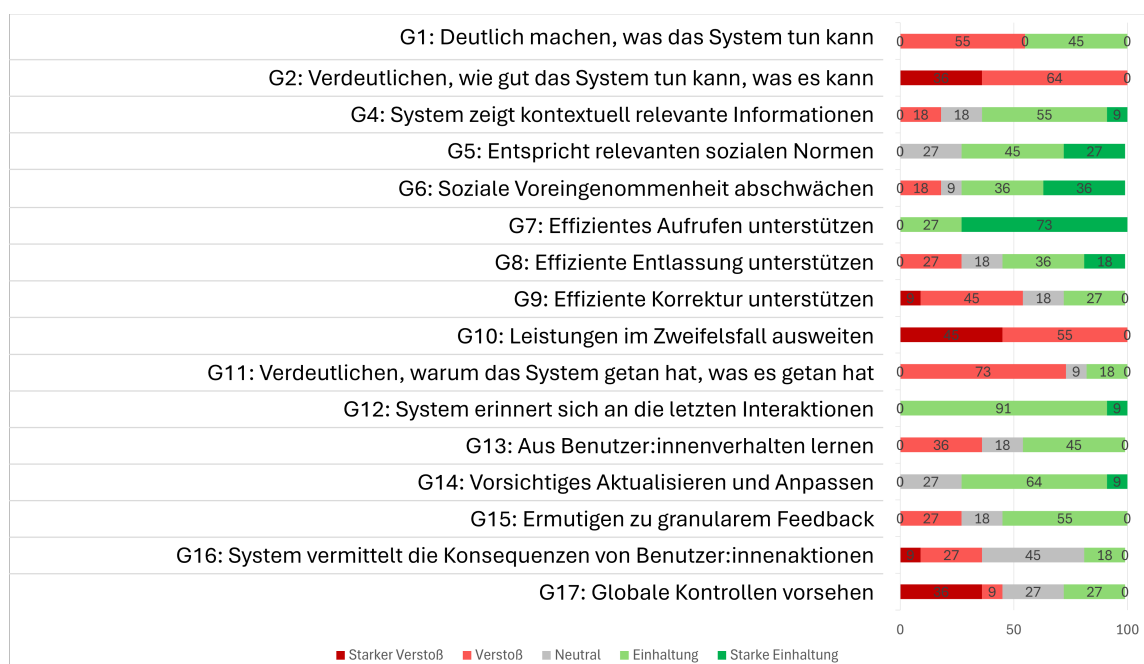 G1: Deutlich machen, was das System tun kann
0 55 0 45 0
G2: Verdeutlichen, wie gut das System tun kann, was es kann
36 64 0
G4: System zeigt kontextuell relevante Informationen
0 18 18 55 9
G5: Entspricht relevanten sozialen Normen
0 27 45 27
G6: Soziale Voreingenommenheit abschwächen
0 18 9 36 36
G7: Effizientes Aufrufen unterstützen
0 27 73
G8: Effiziente Entlassung unterstützen
0 27 18 36 18
G9: Effiziente Korrektur unterstützen
9 45 18 27 0
G10: Leistungen im Zweifelsfall ausweiten
45 55 0
G11: Verdeutlichen, warum das System getan hat, was es getan hat
0 73 9 18 0
G12: System erinnert sich an die letzten Interaktionen
0 91 9
G13: Aus Benutzer:innenverhalten lernen
0 36 18 45 0
G14: Vorsichtiges Aktualisieren und Anpassen
0 27 64 9
G15: Ermutigen zu granularem Feedback
0 27 18 55 0
G16: System vermittelt die Konsequenzen von Benutzer:innenaktionen
9 27 45 18 0
G17: Globale Kontrollen vorsehen
36 9 27 27 0
0 50 100
Starker Verstoß Verstoß Neutral Einhaltung Starke Einhaltung